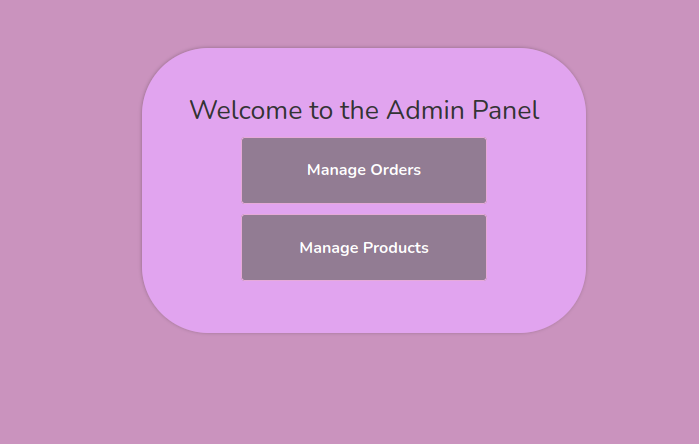 Welcome to the Admin Panel
Manage Orders
Manage Products